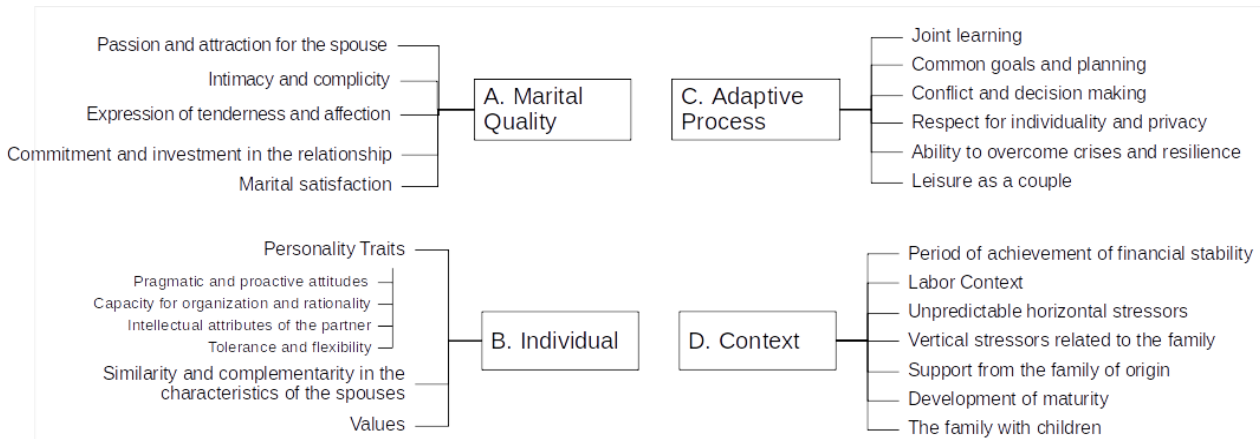 Passion and attraction for the spouse
Intimacy and complicity
Expression of tenderness and affection
Commitment and investment in the relationship
Marital satisfaction
A. Marital
Quality
C. Adaptive
Process
Joint learning
Common goals and planning
Conflict and decision making
Respect for individuality and privacy
Ability to overcome crises and resilience
Leisure as a couple
Personality Traits
Pragmatic and proactive attitudes
Capacity for organization and rationality
Intellectual attributes of the partner
Tolerance and flexibility
Similarity and complementarity in the
characteristics of the spouses
Values
B. Individual
D. Context
Period of achievement of financial stability
Labor Context
Unpredictable horizontal stressors
Vertical stressors related to the family
Support from the family of origin
Development of maturity
The family with children